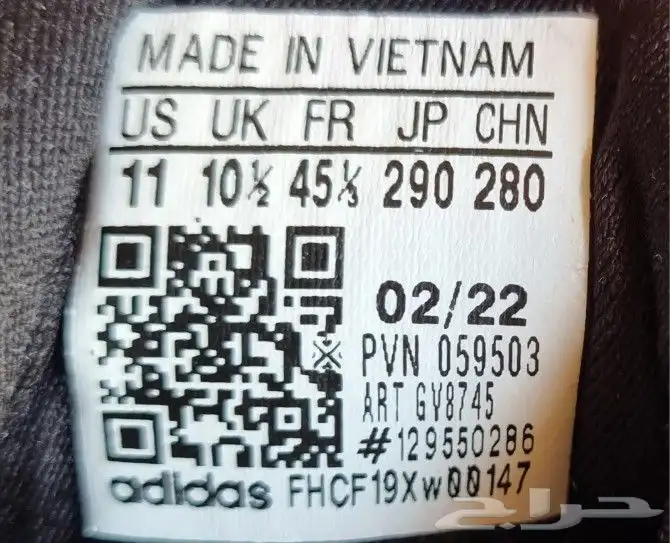 MADE IN VIETNAM
US UK FR JP CHN
11 10½ 45⅓ 290 280
02/22
PVN 059503
ART GV8745
#129550286
adidas FHCF19Xw00147
حراج